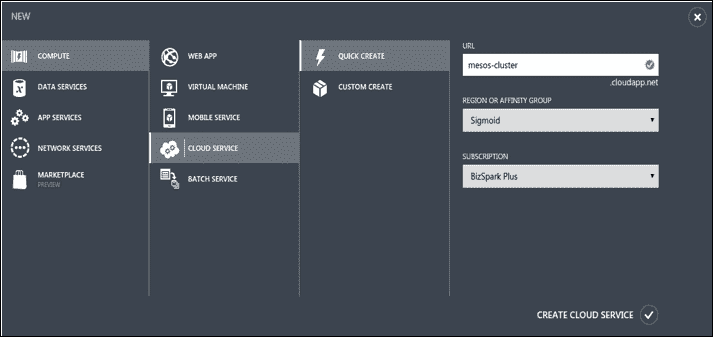 NEW
COMPUTE
DATA SERVICES
APP SERVICES
NETWORK SERVICES
MARKETPLACE
PREVIEW
WEB APP
VIRTUAL MACHINE
MOBILE SERVICE
CLOUD SERVICE
BATCH SERVICE
QUICK CREATE
CUSTOM CREATE
URL
mesos-cluster
.cloudapp.net
REGION OR AFFINITY GROUP
Sigmoid
SUBSCRIPTION
BizSpark Plus
CREATE CLOUD SERVICE